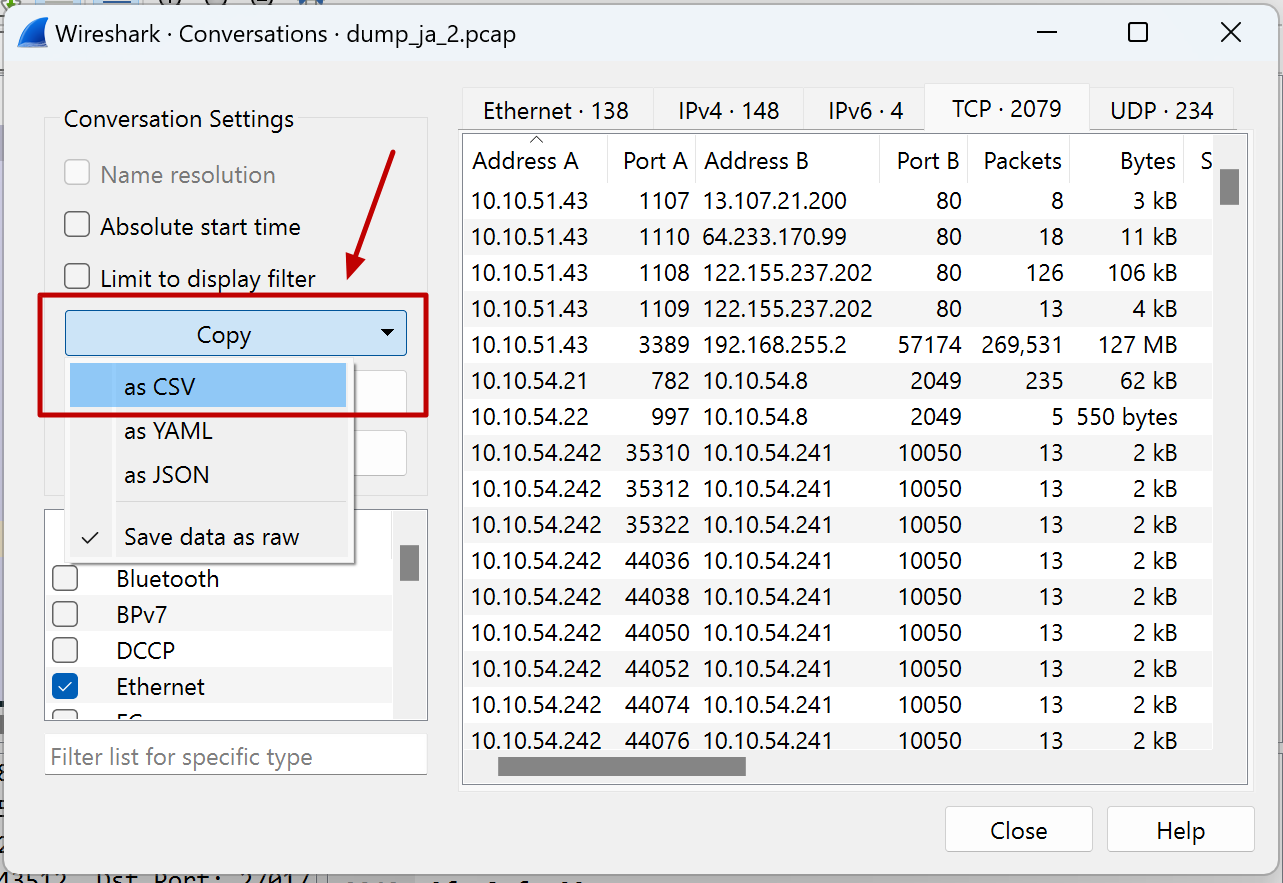 Wireshark · Conversations · dump_ja_2.pcap
Conversation Settings
Name resolution
Absolute start time
Limit to display filter
Copy
as CSV
as YAML
as JSON
Save data as raw
Bluetooth
BPv7
DCCP
Ethernet
Filter list for specific type
Ethernet · 138 IPv4 · 148 IPv6 · 4 TCP · 2079 UDP · 234
Address A Port A Address B Port B Packets Bytes S
10.10.51.43 1107 13.107.21.200 80 8 3 kB
10.10.51.43 1110 64.233.170.99 80 18 11 kB
10.10.51.43 1108 122.155.237.202 80 126 106 kB
10.10.51.43 1109 122.155.237.202 80 13 4 kB
10.10.51.43 3389 192.168.255.2 57174 269,531 127 MB
10.10.54.21 782 10.10.54.8 2049 235 62 kB
10.10.54.22 997 10.10.54.8 2049 5 550 bytes
10.10.54.242 35310 10.10.54.241 10050 13 2 kB
10.10.54.242 35312 10.10.54.241 10050 13 2 kB
10.10.54.242 35322 10.10.54.241 10050 13 2 kB
10.10.54.242 44036 10.10.54.241 10050 13 2 kB
10.10.54.242 44038 10.10.54.241 10050 13 2 kB
10.10.54.242 44050 10.10.54.241 10050 13 2 kB
10.10.54.242 44052 10.10.54.241 10050 13 2 kB
10.10.54.242 44074 10.10.54.241 10050 13 2 kB
10.10.54.242 44076 10.10.54.241 10050 13 2 kB
Close Help